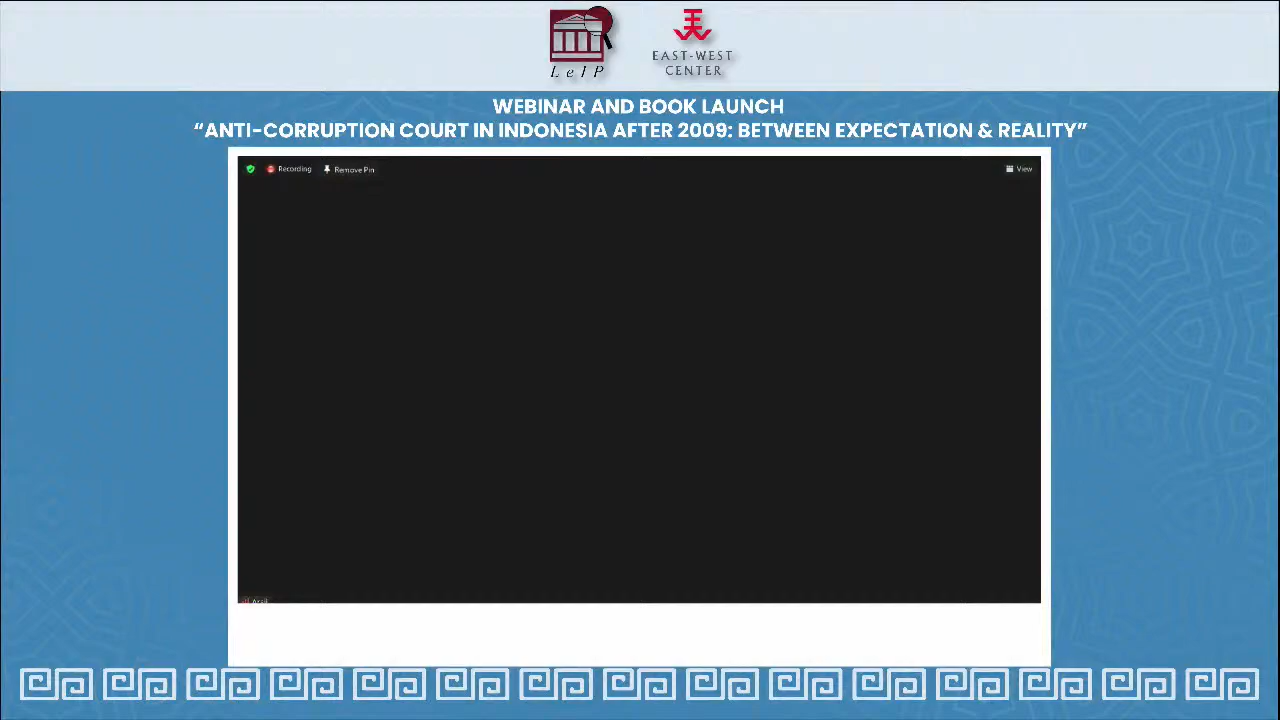 LeIP
EAST-WEST
CENTER
WEBINAR AND BOOK LAUNCH
“ANTI-CORRUPTION COURT IN INDONESIA AFTER 2009: BETWEEN EXPECTATION & REALITY”
Recording Remove Pin View